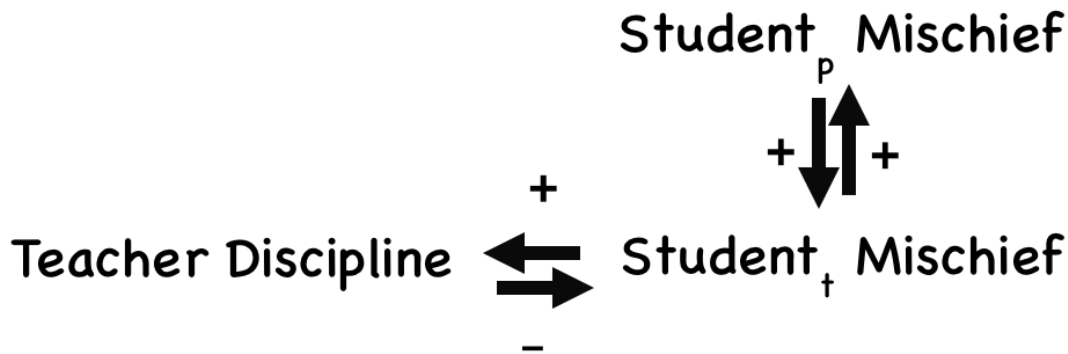 Student_p Mischief
+ +
+
Teacher Discipline Student_t Mischief
–